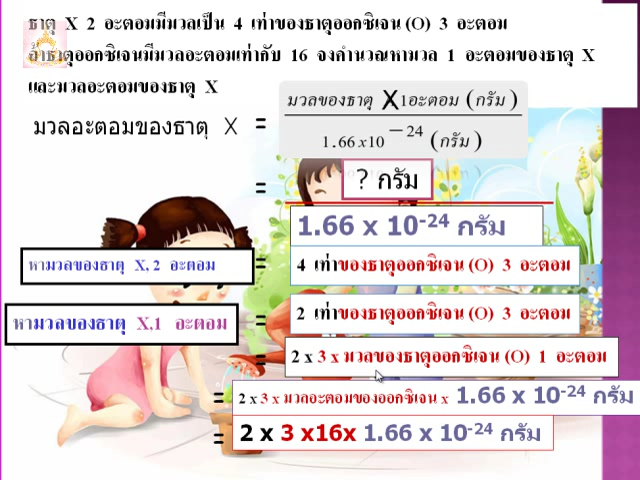 ธาตุ X 2 อะตอมมีมวลเป็น 4 เท่าของธาตุออกซิเจน (O) 3 อะตอม
ถ้าธาตุออกซิเจนมีมวลอะตอมเท่ากับ 16 จงคำนวณหามวล 1 อะตอมของธาตุ X
และมวลอะตอมของธาตุ X
มวลอะตอมของธาตุ X = มวลของธาตุ X 1อะตอม (กรัม)
1.66 x10 −24 (กรัม)
= ? กรัม
1.66 x 10-24 กรัม
หามวลของธาตุ X, 2 อะตอม = 4 เท่าของธาตุออกซิเจน (O) 3 อะตอม
หามวลของธาตุ X,1 อะตอม = 2 เท่าของธาตุออกซิเจน (O) 3 อะตอม
= 2 x 3 x มวลของธาตุออกซิเจน (O) 1 อะตอม
= 2 x 3 x มวลอะตอมของออกซิเจน x 1.66 x 10-24 กรัม
= 2 x 3 x16x 1.66 x 10-24 กรัม